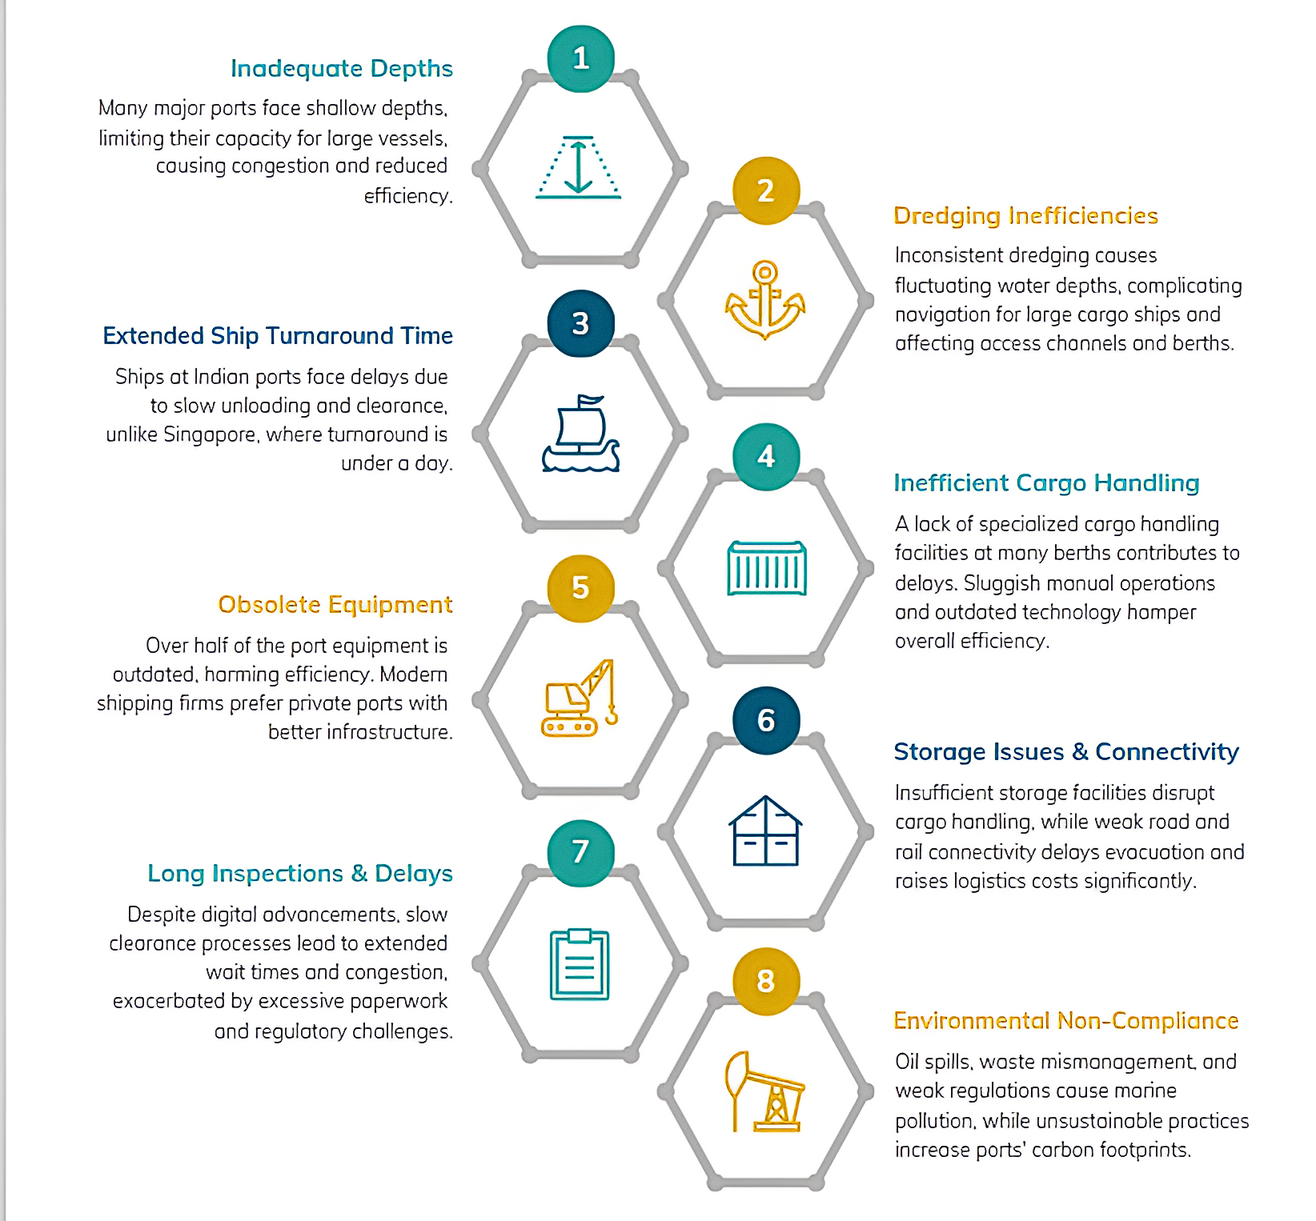 1
Inadequate Depths
Many major ports face shallow depths,
limiting their capacity for large vessels,
causing congestion and reduced
efficiency.
2
Dredging Inefficiencies
Inconsistent dredging causes
fluctuating water depths, complicating
navigation for large cargo ships and
affecting access channels and berths.
3
Extended Ship Turnaround Time
Ships at Indian ports face delays due
to slow unloading and clearance,
unlike Singapore, where turnaround is
under a day.
4
Inefficient Cargo Handling
A lack of specialized cargo handling
facilities at many berths contributes to
delays. Sluggish manual operations
and outdated technology hamper
overall efficiency.
5
Obsolete Equipment
Over half of the port equipment is
outdated, harming efficiency. Modern
shipping firms prefer private ports with
better infrastructure.
6
Storage Issues & Connectivity
Insufficient storage facilities disrupt
cargo handling, while weak road and
rail connectivity delays evacuation and
raises logistics costs significantly.
7
Long Inspections & Delays
Despite digital advancements, slow
clearance processes lead to extended
wait times and congestion,
exacerbated by excessive paperwork
and regulatory challenges.
8
Environmental Non-Compliance
Oil spills, waste mismanagement, and
weak regulations cause marine
pollution, while unsustainable practices
increase ports' carbon footprints.